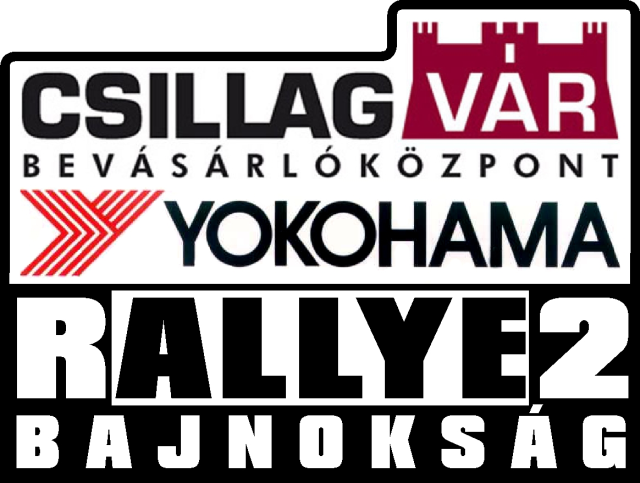 CSILLAG VÁR
BEVÁSÁRLÓKÖZPONT
YOKOHAMA
RALLYE2
BAJNOKSÁG